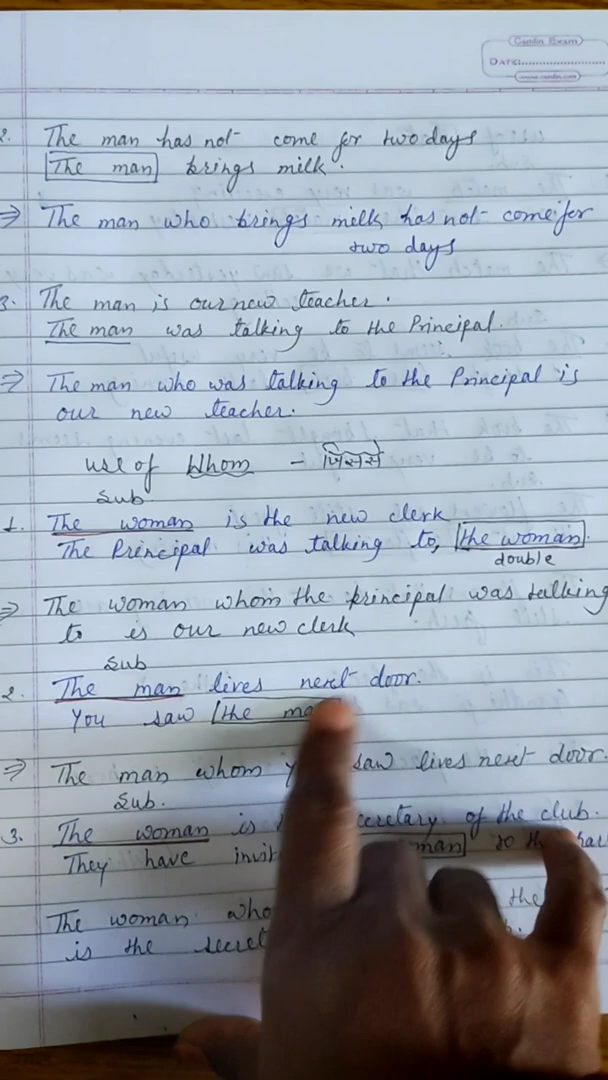 Camlin Exam
DATE:
www.camlin.com
2. The man has not come for two days
The man brings milk.
⇒ The man who brings milk has not come for
two days
3. The man is our new teacher.
The man was talking to the Principal.
⇒ The man who was talking to the Principal is
our new teacher.
use of Whom - जिससे
Sub
1. The woman is the new clerk
The Principal was talking to, the woman.
double
⇒ The woman whom the principal was talking
to is our new clerk
Sub
2. The man lives next door.
You saw the
⇒ The man whom saw lives next door.
Sub.
3. The woman is of the club.
They have
The woman the
is the